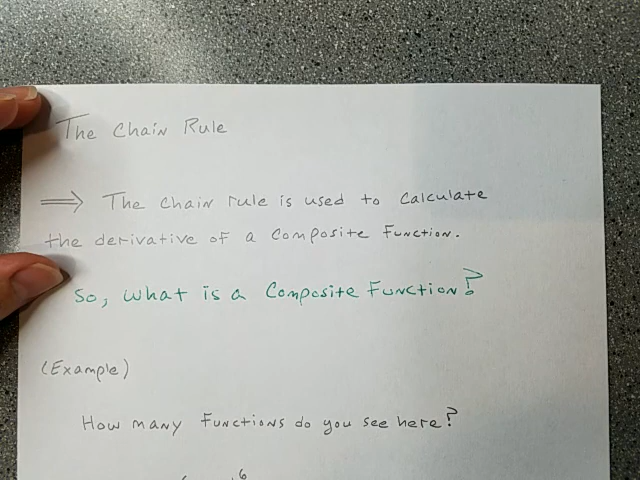 The Chain Rule
⇒ The chain rule is used to calculate
the derivative of a composite function.
So, what is a Composite Function?
(Example)
How many functions do you see here?
6